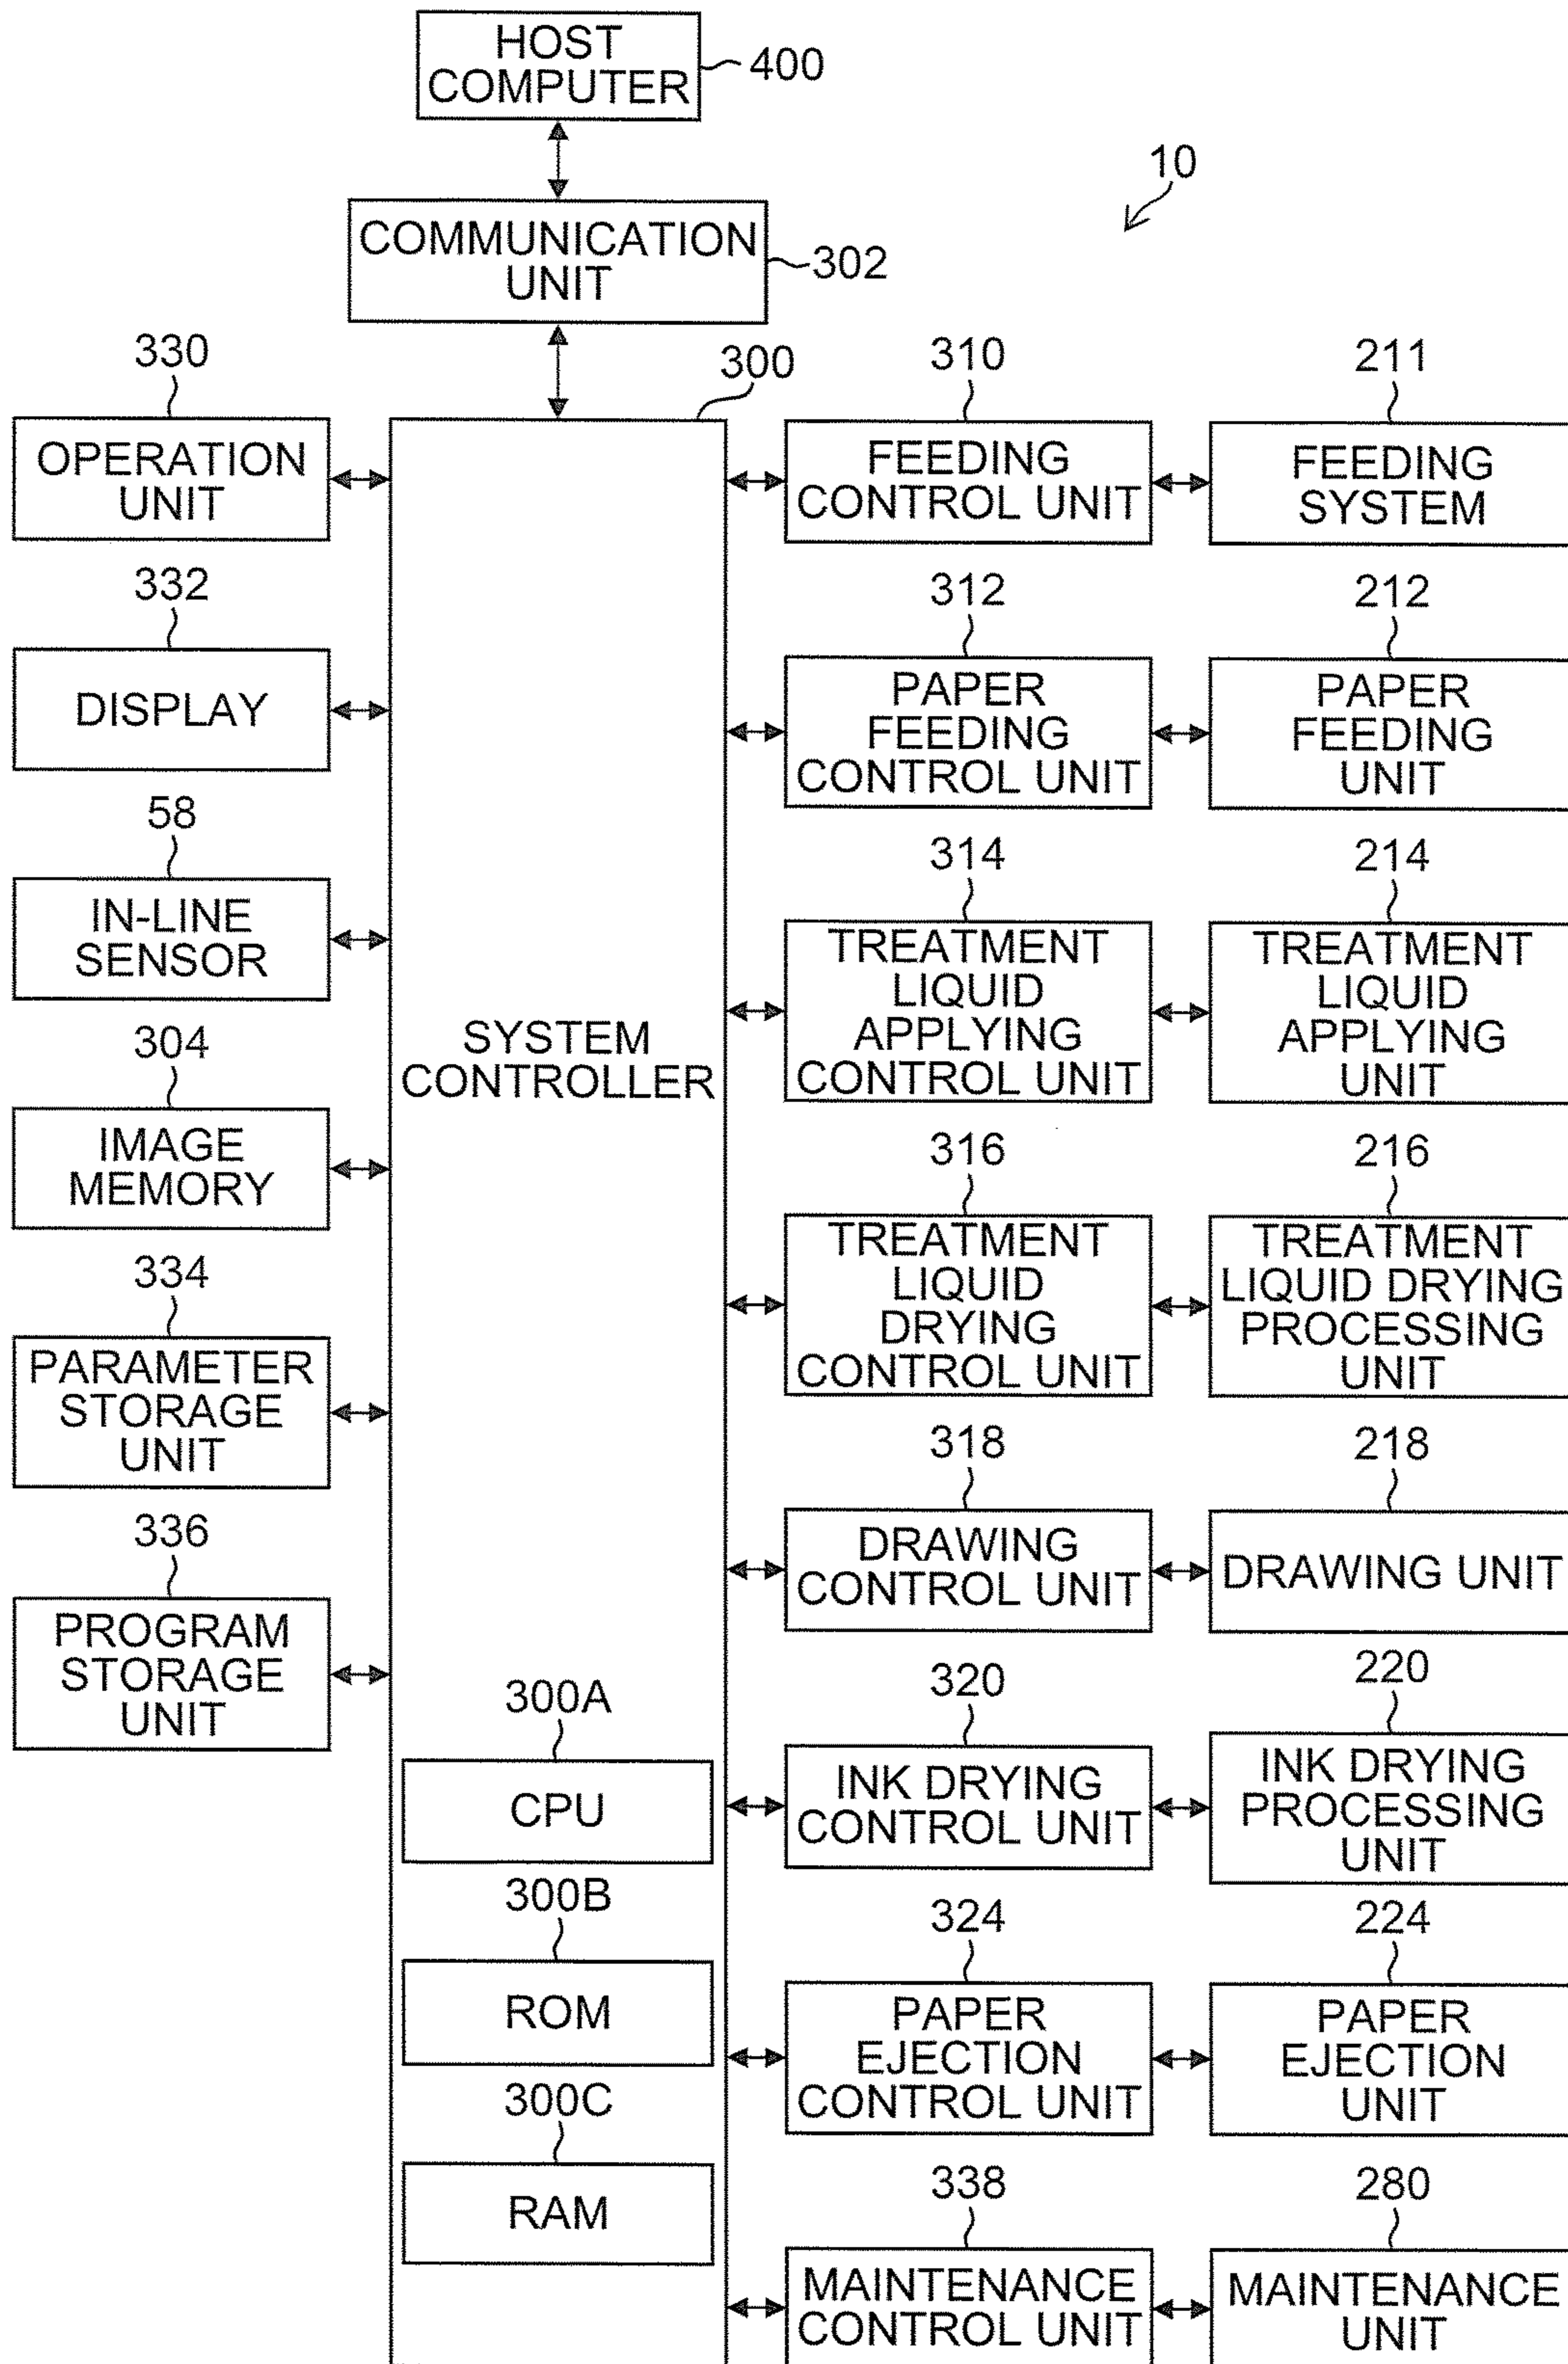 HOST
COMPUTER
400
10
COMMUNICATION
UNIT
302
300
330
OPERATION
UNIT
332
DISPLAY
58
IN-LINE
SENSOR
304
IMAGE
MEMORY
334
PARAMETER
STORAGE
UNIT
336
PROGRAM
STORAGE
UNIT
SYSTEM
CONTROLLER
300A
CPU
300B
ROM
300C
RAM
310
FEEDING
CONTROL UNIT
211
FEEDING
SYSTEM
312
PAPER
FEEDING
CONTROL UNIT
212
PAPER
FEEDING
UNIT
314
TREATMENT
LIQUID
APPLYING
CONTROL UNIT
214
TREATMENT
LIQUID
APPLYING
UNIT
316
TREATMENT
LIQUID
DRYING
CONTROL UNIT
216
TREATMENT
LIQUID DRYING
PROCESSING
UNIT
318
DRAWING
CONTROL UNIT
218
DRAWING UNIT
320
INK DRYING
CONTROL UNIT
220
INK DRYING
PROCESSING
UNIT
324
PAPER
EJECTION
CONTROL UNIT
224
PAPER
EJECTION
UNIT
338
MAINTENANCE
CONTROL UNIT
280
MAINTENANCE
UNIT